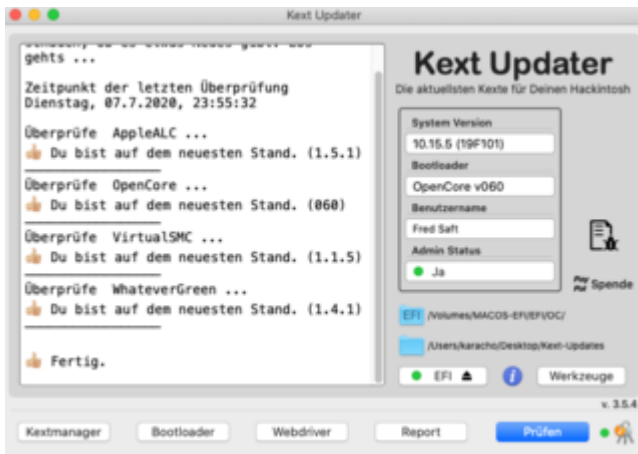 Kext Updater
gehts ...
Zeitpunkt der letzten Überprüfung
Dienstag, 07.7.2020, 23:55:32
Überprüfe AppleALC ...
👍 Du bist auf dem neuesten Stand. (1.5.1)
Überprüfe OpenCore ...
👍 Du bist auf dem neuesten Stand. (060)
Überprüfe VirtualSMC ...
👍 Du bist auf dem neuesten Stand. (1.1.5)
Überprüfe WhateverGreen ...
👍 Du bist auf dem neuesten Stand. (1.4.1)
👍 Fertig.
Kext Updater
Die aktuellsten Kexte für Deinen Hackintosh
System Version
10.15.5 (19F101)
Bootloader
OpenCore v060
Benutzername
Fred Saft
Admin Status
Ja
PayPal Spende
EFI /Volumes/MACOS-EFI/EFI/OC/
/Users/karacho/Desktop/Kext-Updates
EFI ⏏
i
Werkzeuge
v. 3.5.4
Kextmanager
Bootloader
Webdriver
Report
Prüfen